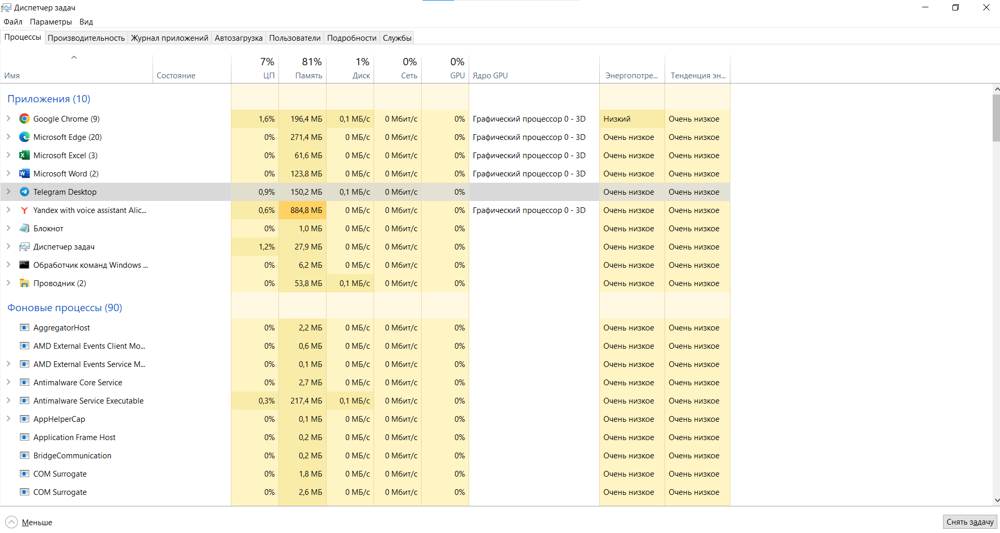 Диспетчер задач
Файл Параметры Вид
Процессы Производительность Журнал приложений Автозагрузка Пользователи Подробности Службы
7% 81% 1% 0% 0%
Имя Состояние ЦП Память Диск Сеть GPU Ядро GPU Энергопотре... Тенденция эн...
Приложения (10)
Google Chrome (9) 1,6% 196,4 МБ 0,1 МБ/с 0 Мбит/с 0% Графический процессор 0 - 3D Низкий Очень низкое
Microsoft Edge (20) 0% 271,4 МБ 0 МБ/с 0 Мбит/с 0% Графический процессор 0 - 3D Очень низкое Очень низкое
Microsoft Excel (3) 0% 61,6 МБ 0 МБ/с 0 Мбит/с 0% Графический процессор 0 - 3D Очень низкое Очень низкое
Microsoft Word (2) 0% 123,8 МБ 0 МБ/с 0 Мбит/с 0% Графический процессор 0 - 3D Очень низкое Очень низкое
Telegram Desktop 0,9% 150,2 МБ 0,1 МБ/с 0 Мбит/с 0% Очень низкое Очень низкое
Yandex with voice assistant Alic... 0,6% 884,8 МБ 0 МБ/с 0 Мбит/с 0% Графический процессор 0 - 3D Очень низкое Очень низкое
Блокнот 0% 1,0 МБ 0 МБ/с 0 Мбит/с 0% Очень низкое Очень низкое
Диспетчер задач 1,2% 27,9 МБ 0 МБ/с 0 Мбит/с 0% Очень низкое Очень низкое
Обработчик команд Windows ... 0% 6,2 МБ 0 МБ/с 0 Мбит/с 0% Очень низкое Очень низкое
Проводник (2) 0% 53,8 МБ 0,1 МБ/с 0 Мбит/с 0% Очень низкое Очень низкое
Фоновые процессы (90)
AggregatorHost 0% 2,2 МБ 0 МБ/с 0 Мбит/с 0% Очень низкое Очень низкое
AMD External Events Client Mo... 0% 0,6 МБ 0 МБ/с 0 Мбит/с 0% Очень низкое Очень низкое
AMD External Events Service M... 0% 0,1 МБ 0 МБ/с 0 Мбит/с 0% Очень низкое Очень низкое
Antimalware Core Service 0% 2,7 МБ 0 МБ/с 0 Мбит/с 0% Очень низкое Очень низкое
Antimalware Service Executable 0,3% 217,4 МБ 0,1 МБ/с 0 Мбит/с 0% Очень низкое Очень низкое
AppHelperCap 0% 0,1 МБ 0 МБ/с 0 Мбит/с 0% Очень низкое Очень низкое
Application Frame Host 0% 0,2 МБ 0 МБ/с 0 Мбит/с 0% Очень низкое Очень низкое
BridgeCommunication 0% 0,2 МБ 0 МБ/с 0 Мбит/с 0% Очень низкое Очень низкое
COM Surrogate 0% 1,8 МБ 0 МБ/с 0 Мбит/с 0% Очень низкое Очень низкое
COM Surrogate 0% 2,6 МБ 0 МБ/с 0 Мбит/с 0% Очень низкое Очень низкое
Меньше Снять задачу